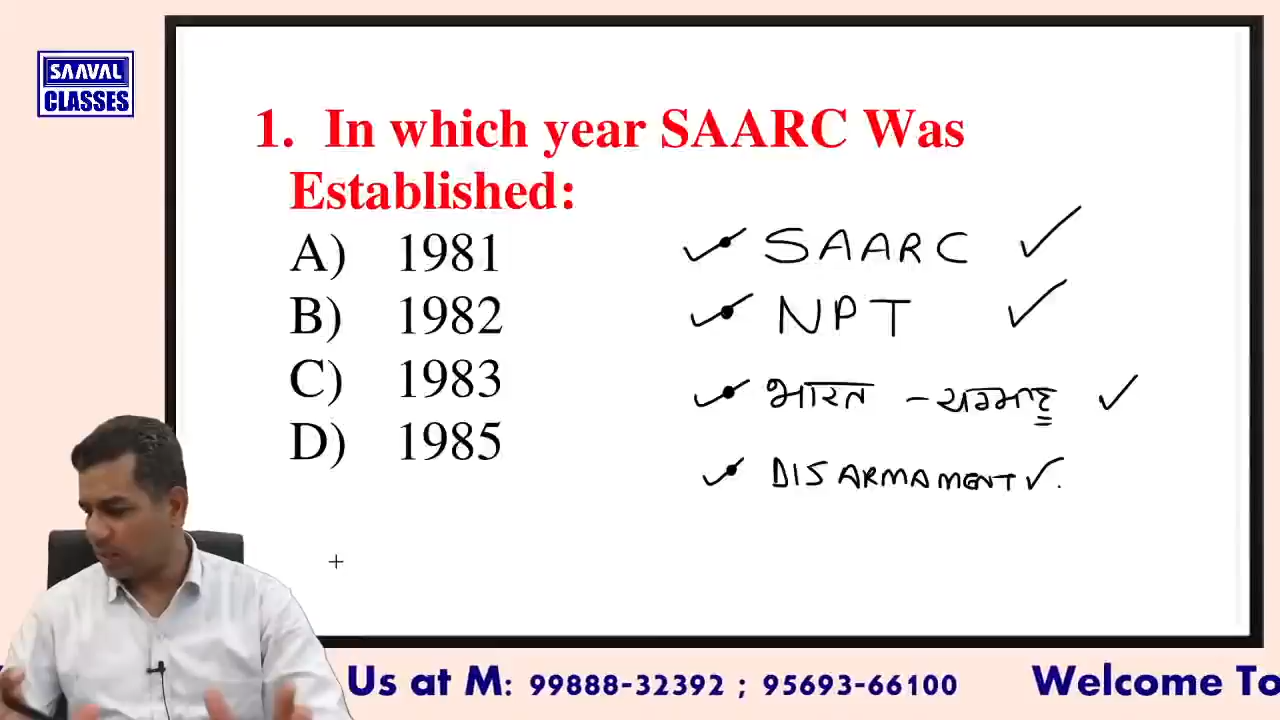 SAAVAL
CLASSES
1. In which year SAARC Was
Established:
A) 1981
B) 1982
C) 1983
D) 1985
SAARC
NPT
भारत -
DISARMAMENT
Us at M: 99888-32392 ; 95693-66100 Welcome To